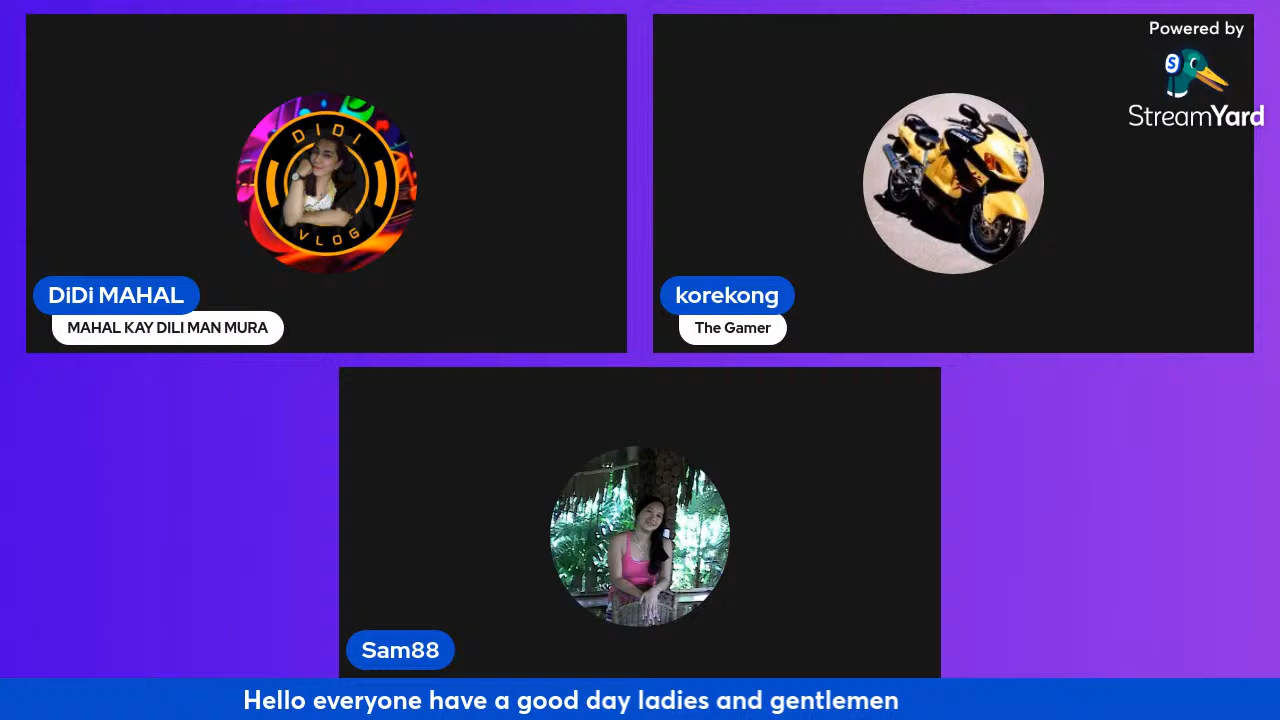 Powered by
StreamYard
DIDI
VLOG
DiDi MAHAL
MAHAL KAY DILI MAN MURA
SUZUKI
korekong
The Gamer
Sam88
Hello everyone have a good day ladies and gentlemen